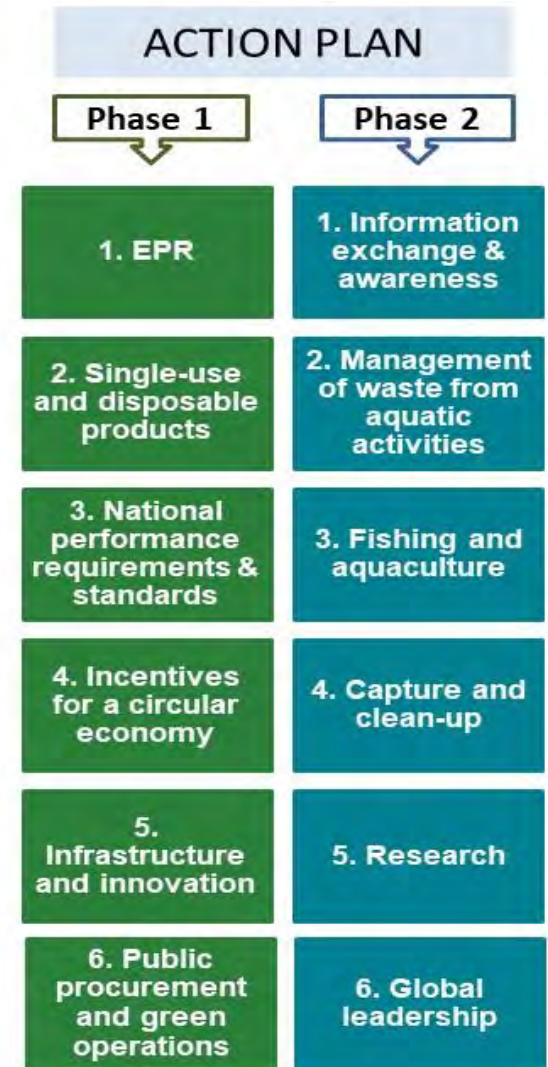 ACTION PLAN
Phase 1
Phase 2
1. EPR
1. Information
exchange &
awareness
2. Single-use
and disposable
products
2. Management
of waste from
aquatic
activities
3. National
performance
requirements &
standards
3. Fishing and
aquaculture
4. Incentives
for a circular
economy
4. Capture and
clean-up
5.
Infrastructure
and innovation
5. Research
6. Public
procurement
and green
operations
6. Global
leadership